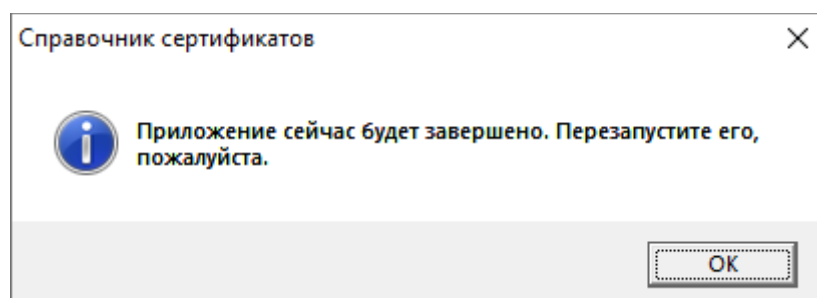 Справочник сертификатов
Приложение сейчас будет завершено. Перезапустите его,
пожалуйста.
OK